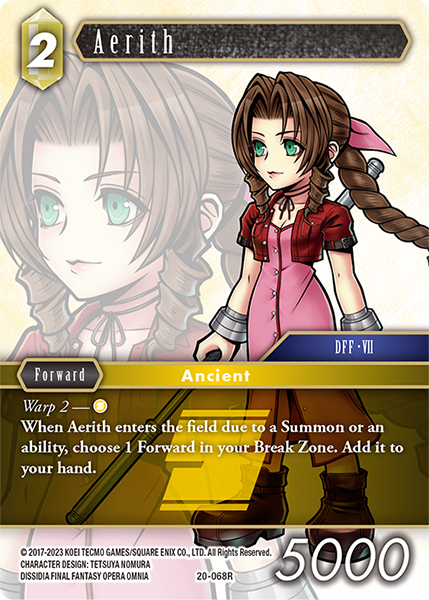 2
Aerith
DFF・VII
Forward
Ancient
Warp 2 —
When Aerith enters the field due to a Summon or an
ability, choose 1 Forward in your Break Zone. Add it to
your hand.
© 2017-2023 KOEI TECMO GAMES/SQUARE ENIX CO., LTD. All Rights Reserved.
CHARACTER DESIGN: TETSUYA NOMURA
DISSIDIA FINAL FANTASY OPERA OMNIA
20-068R
5000